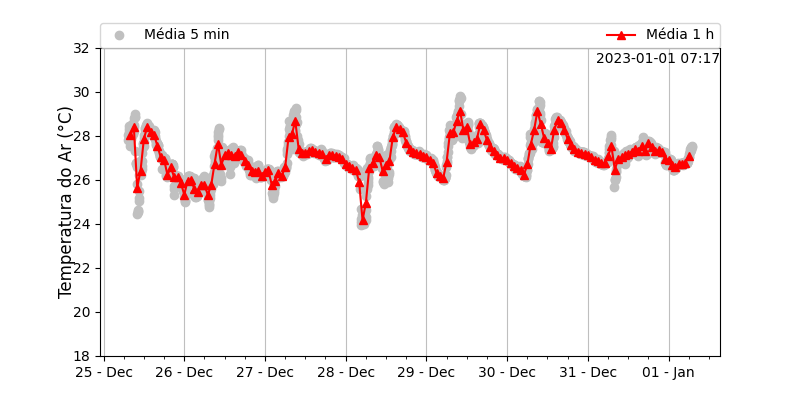 Média 5 min
Média 1 h
2023-01-01 07:17
Temperatura do Ar (°C)
32
30
28
26
24
22
20
18
25 - Dec
26 - Dec
27 - Dec
28 - Dec
29 - Dec
30 - Dec
31 - Dec
01 - Jan